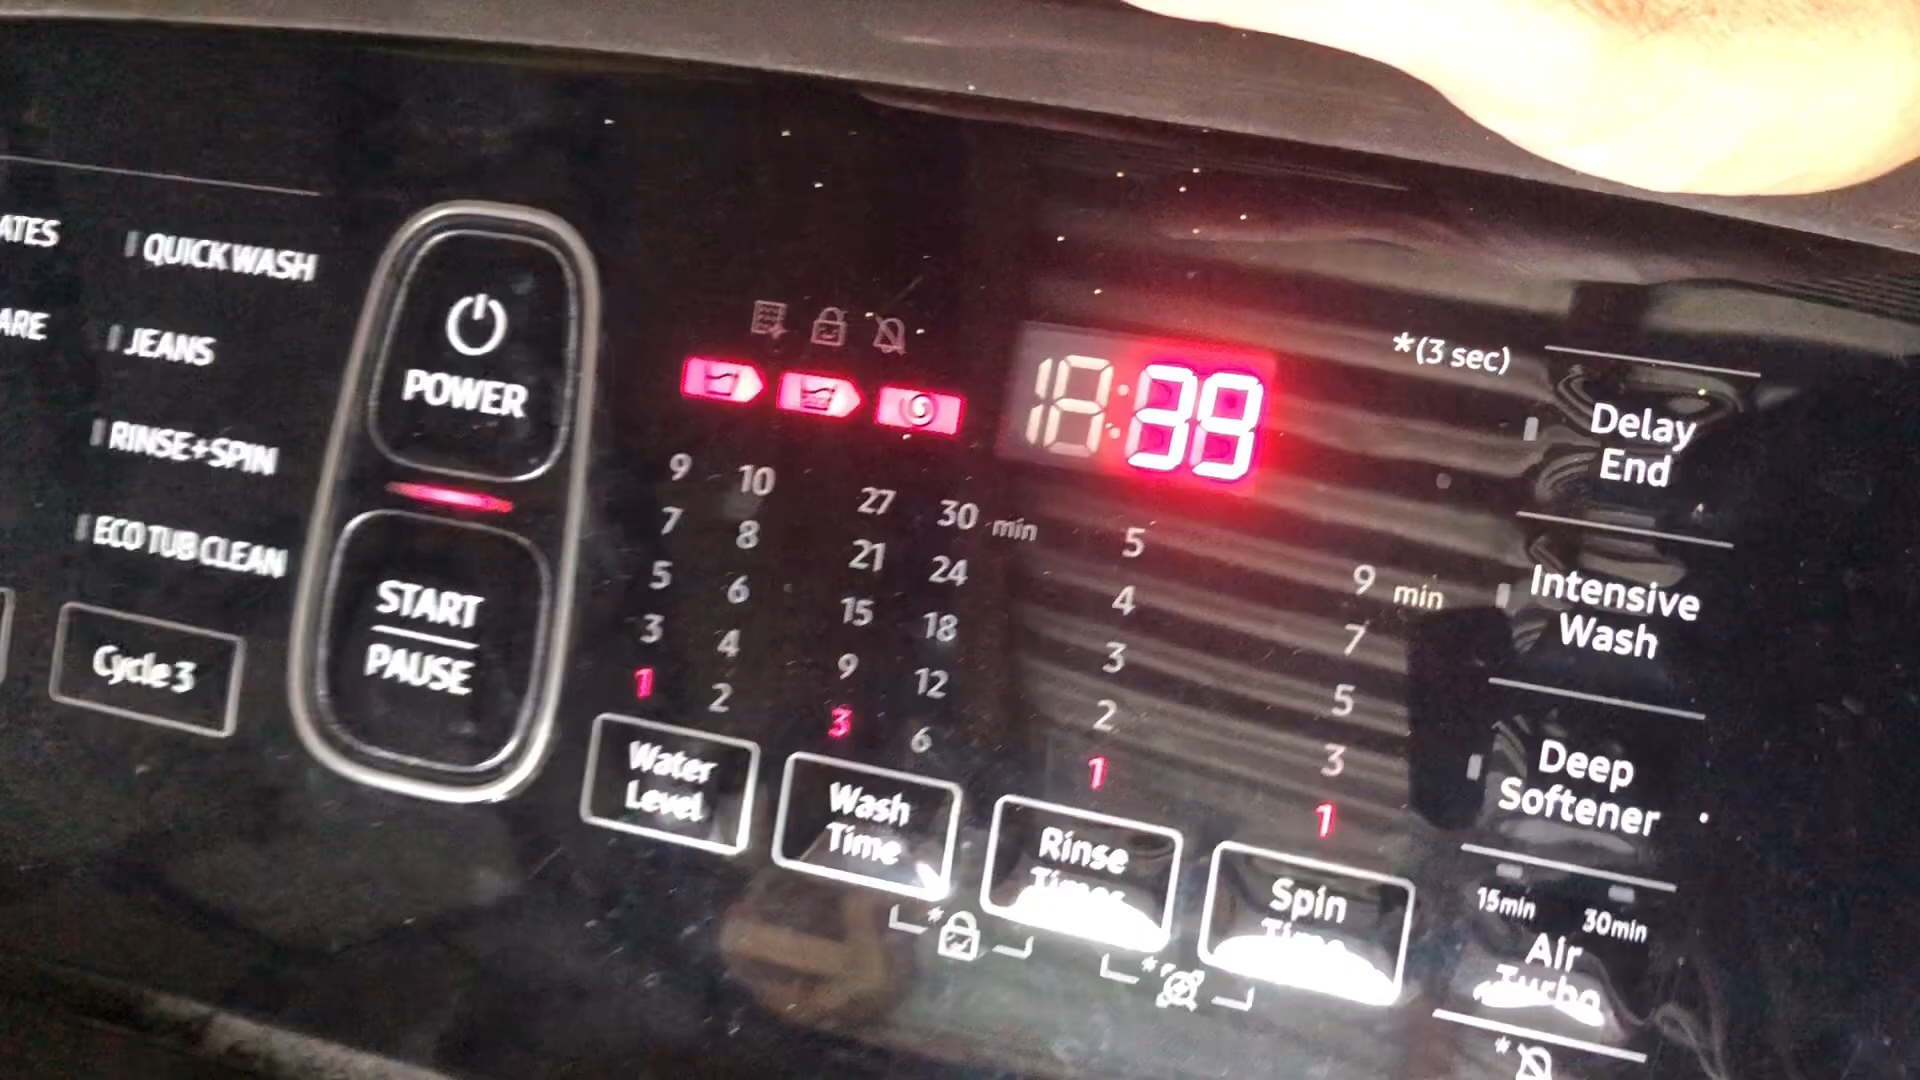 ATES
QUICK WASH
ARE
JEANS
RINSE+SPIN
ECO TUB CLEAN
Cycle 3
POWER
START
PAUSE
39
*(3 sec)
9 10
7 8
5 6
3 4
1 2
Water
Level
27 30 min
21 24
15 18
9 12
3 6
Wash
Time
5
4
3
2
1
Rinse
Times
9 min
7
5
3
1
Spin
Time
Delay
End
Intensive
Wash
Deep
Softener
15min 30min
Air
Turbo
*
*
*